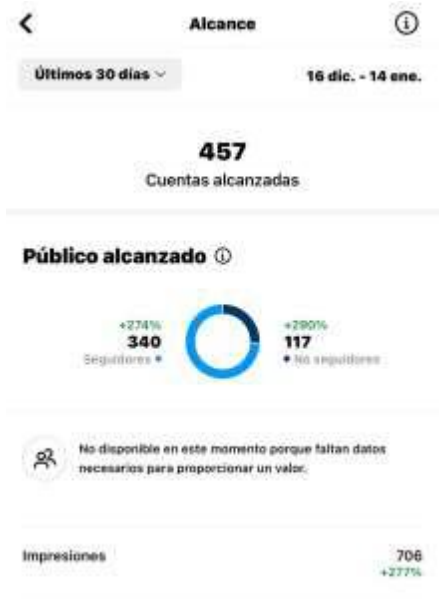 Alcance
Últimos 30 días
16 dic. - 14 ene.
457
Cuentas alcanzadas
Público alcanzado
+274%
340
Seguidores
+290%
117
No seguidores
No disponible en este momento porque faltan datos
necesarios para proporcionar un valor.
Impresiones
706
+277%